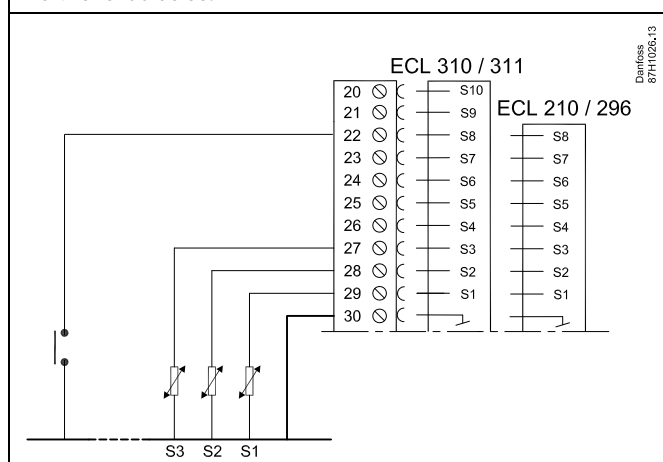 Danfoss
87H1026.13
ECL 310 / 311
ECL 210 / 296
20 S10
21 S9
22 S8 S8
23 S7 S7
24 S6 S6
25 S5 S5
26 S4 S4
27 S3 S3
28 S2 S2
29 S1 S1
30
S3 S2 S1